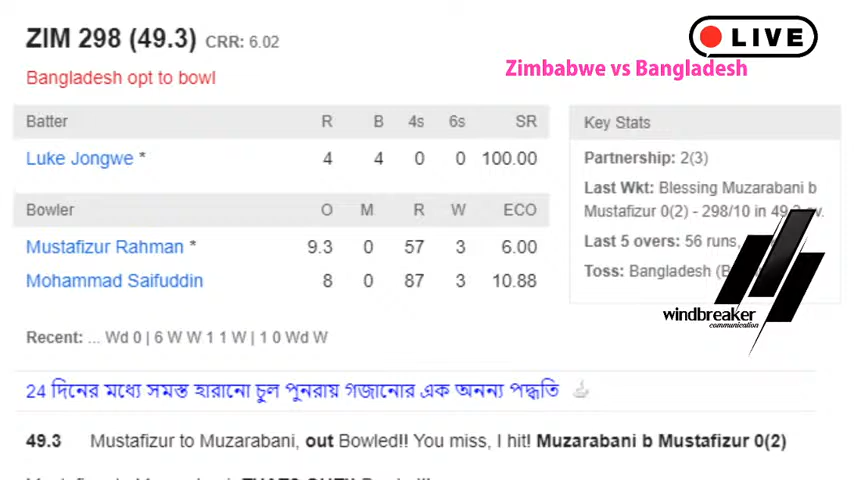 ZIM 298 (49.3) CRR: 6.02
LIVE
Zimbabwe vs Bangladesh
Bangladesh opt to bowl
Batter R B 4s 6s SR
Luke Jongwe * 4 4 0 0 100.00
Bowler O M R W ECO
Mustafizur Rahman * 9.3 0 57 3 6.00
Mohammad Saifuddin 8 0 87 3 10.88
Key Stats
Partnership: 2(3)
Last Wkt: Blessing Muzarabani b
Mustafizur 0(2) - 298/10 in 49.3 ov.
Last 5 overs: 56 runs,
Toss: Bangladesh
windbreaker
communication
Recent: ... Wd 0 | 6 W W 1 1 W | 1 0 Wd W
24 দিনের মধ্যে সমস্ত হারানো চুল পুনরায় গজানোর এক অনন্য পদ্ধতি
49.3 Mustafizur to Muzarabani, out Bowled!! You miss, I hit! Muzarabani b Mustafizur 0(2)